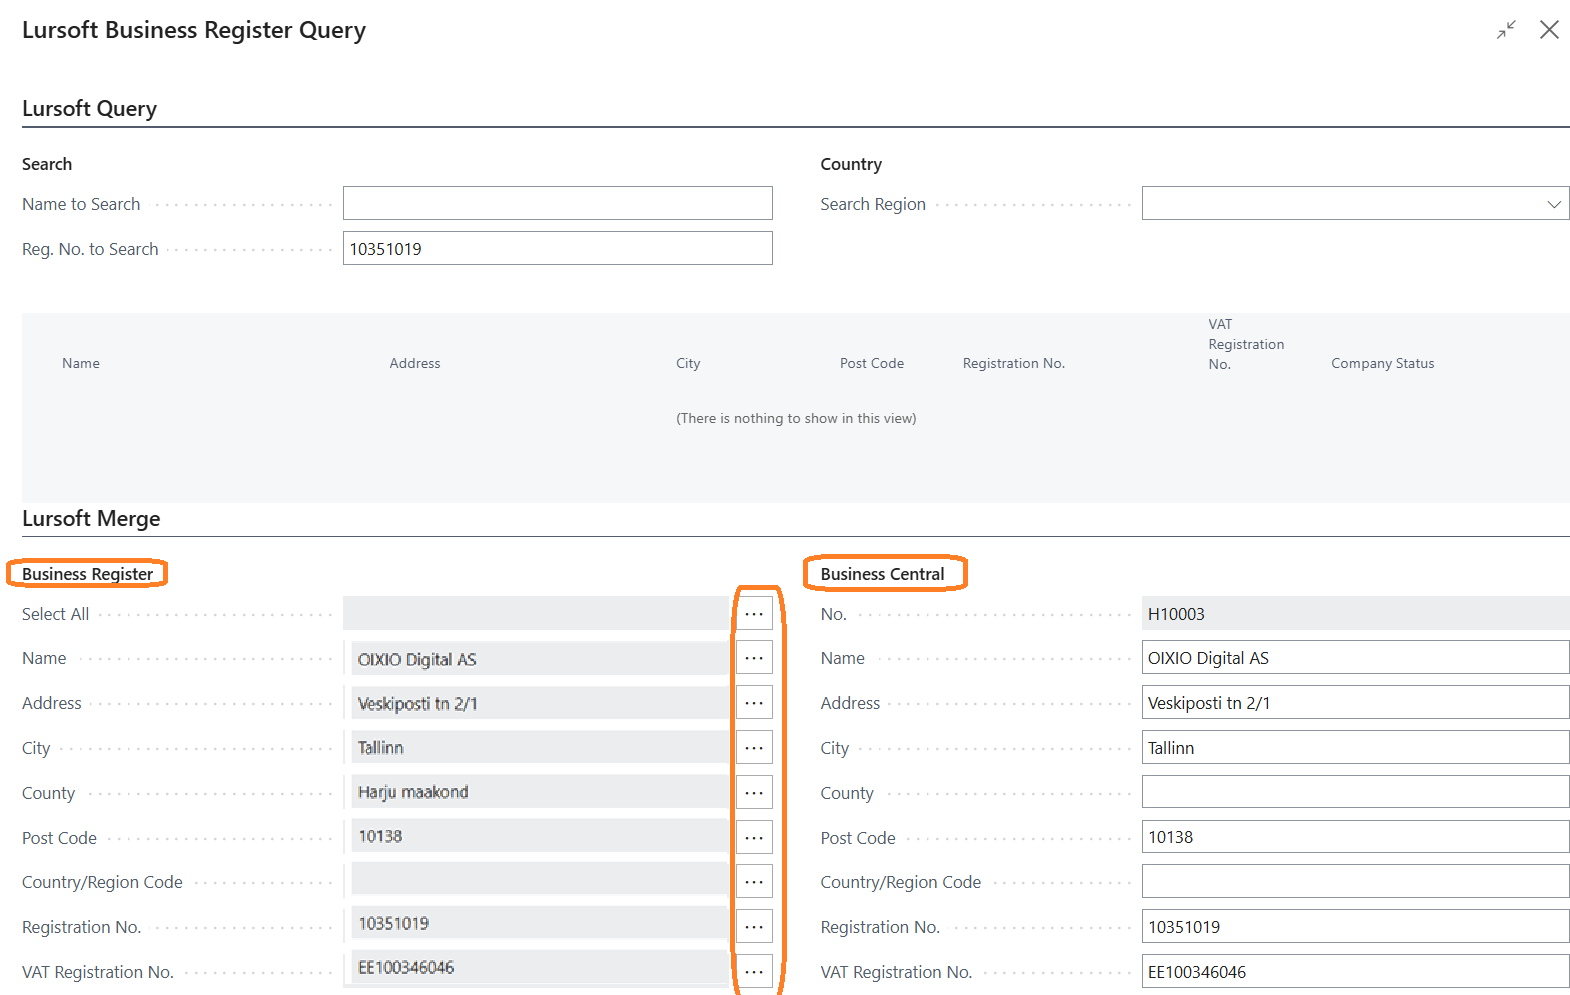 Lursoft Business Register Query
Lursoft Query
Search
Country
Name to Search
Search Region
Reg. No. to Search 10351019
Name Address City Post Code Registration No. VAT Registration No. Company Status
(There is nothing to show in this view)
Lursoft Merge
Business Register
Business Central
Select All ...
No. H10003
Name OIXIO Digital AS ...
Name OIXIO Digital AS
Address Veskiposti tn 2/1 ...
Address Veskiposti tn 2/1
City Tallinn ...
City Tallinn
County Harju maakond ...
County
Post Code 10138 ...
Post Code 10138
Country/Region Code ...
Country/Region Code
Registration No. 10351019 ...
Registration No. 10351019
VAT Registration No. EE100346046 ...
VAT Registration No. EE100346046